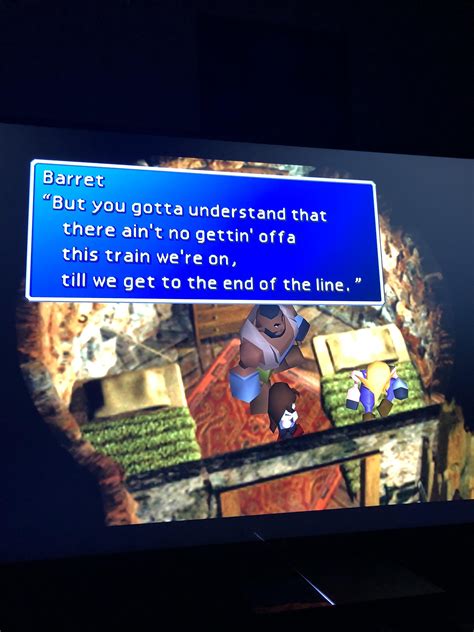 Barret
“But you gotta understand that
there ain't no gettin' offa
this train we're on,
till we get to the end of the line.”